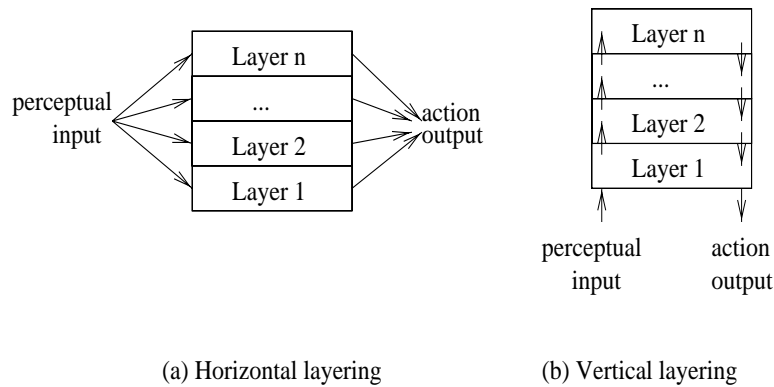 Layer n
...
Layer 2
Layer 1
perceptual
input
action
output
(a) Horizontal layering
Layer n
...
Layer 2
Layer 1
perceptual
input
action
output
(b) Vertical layering